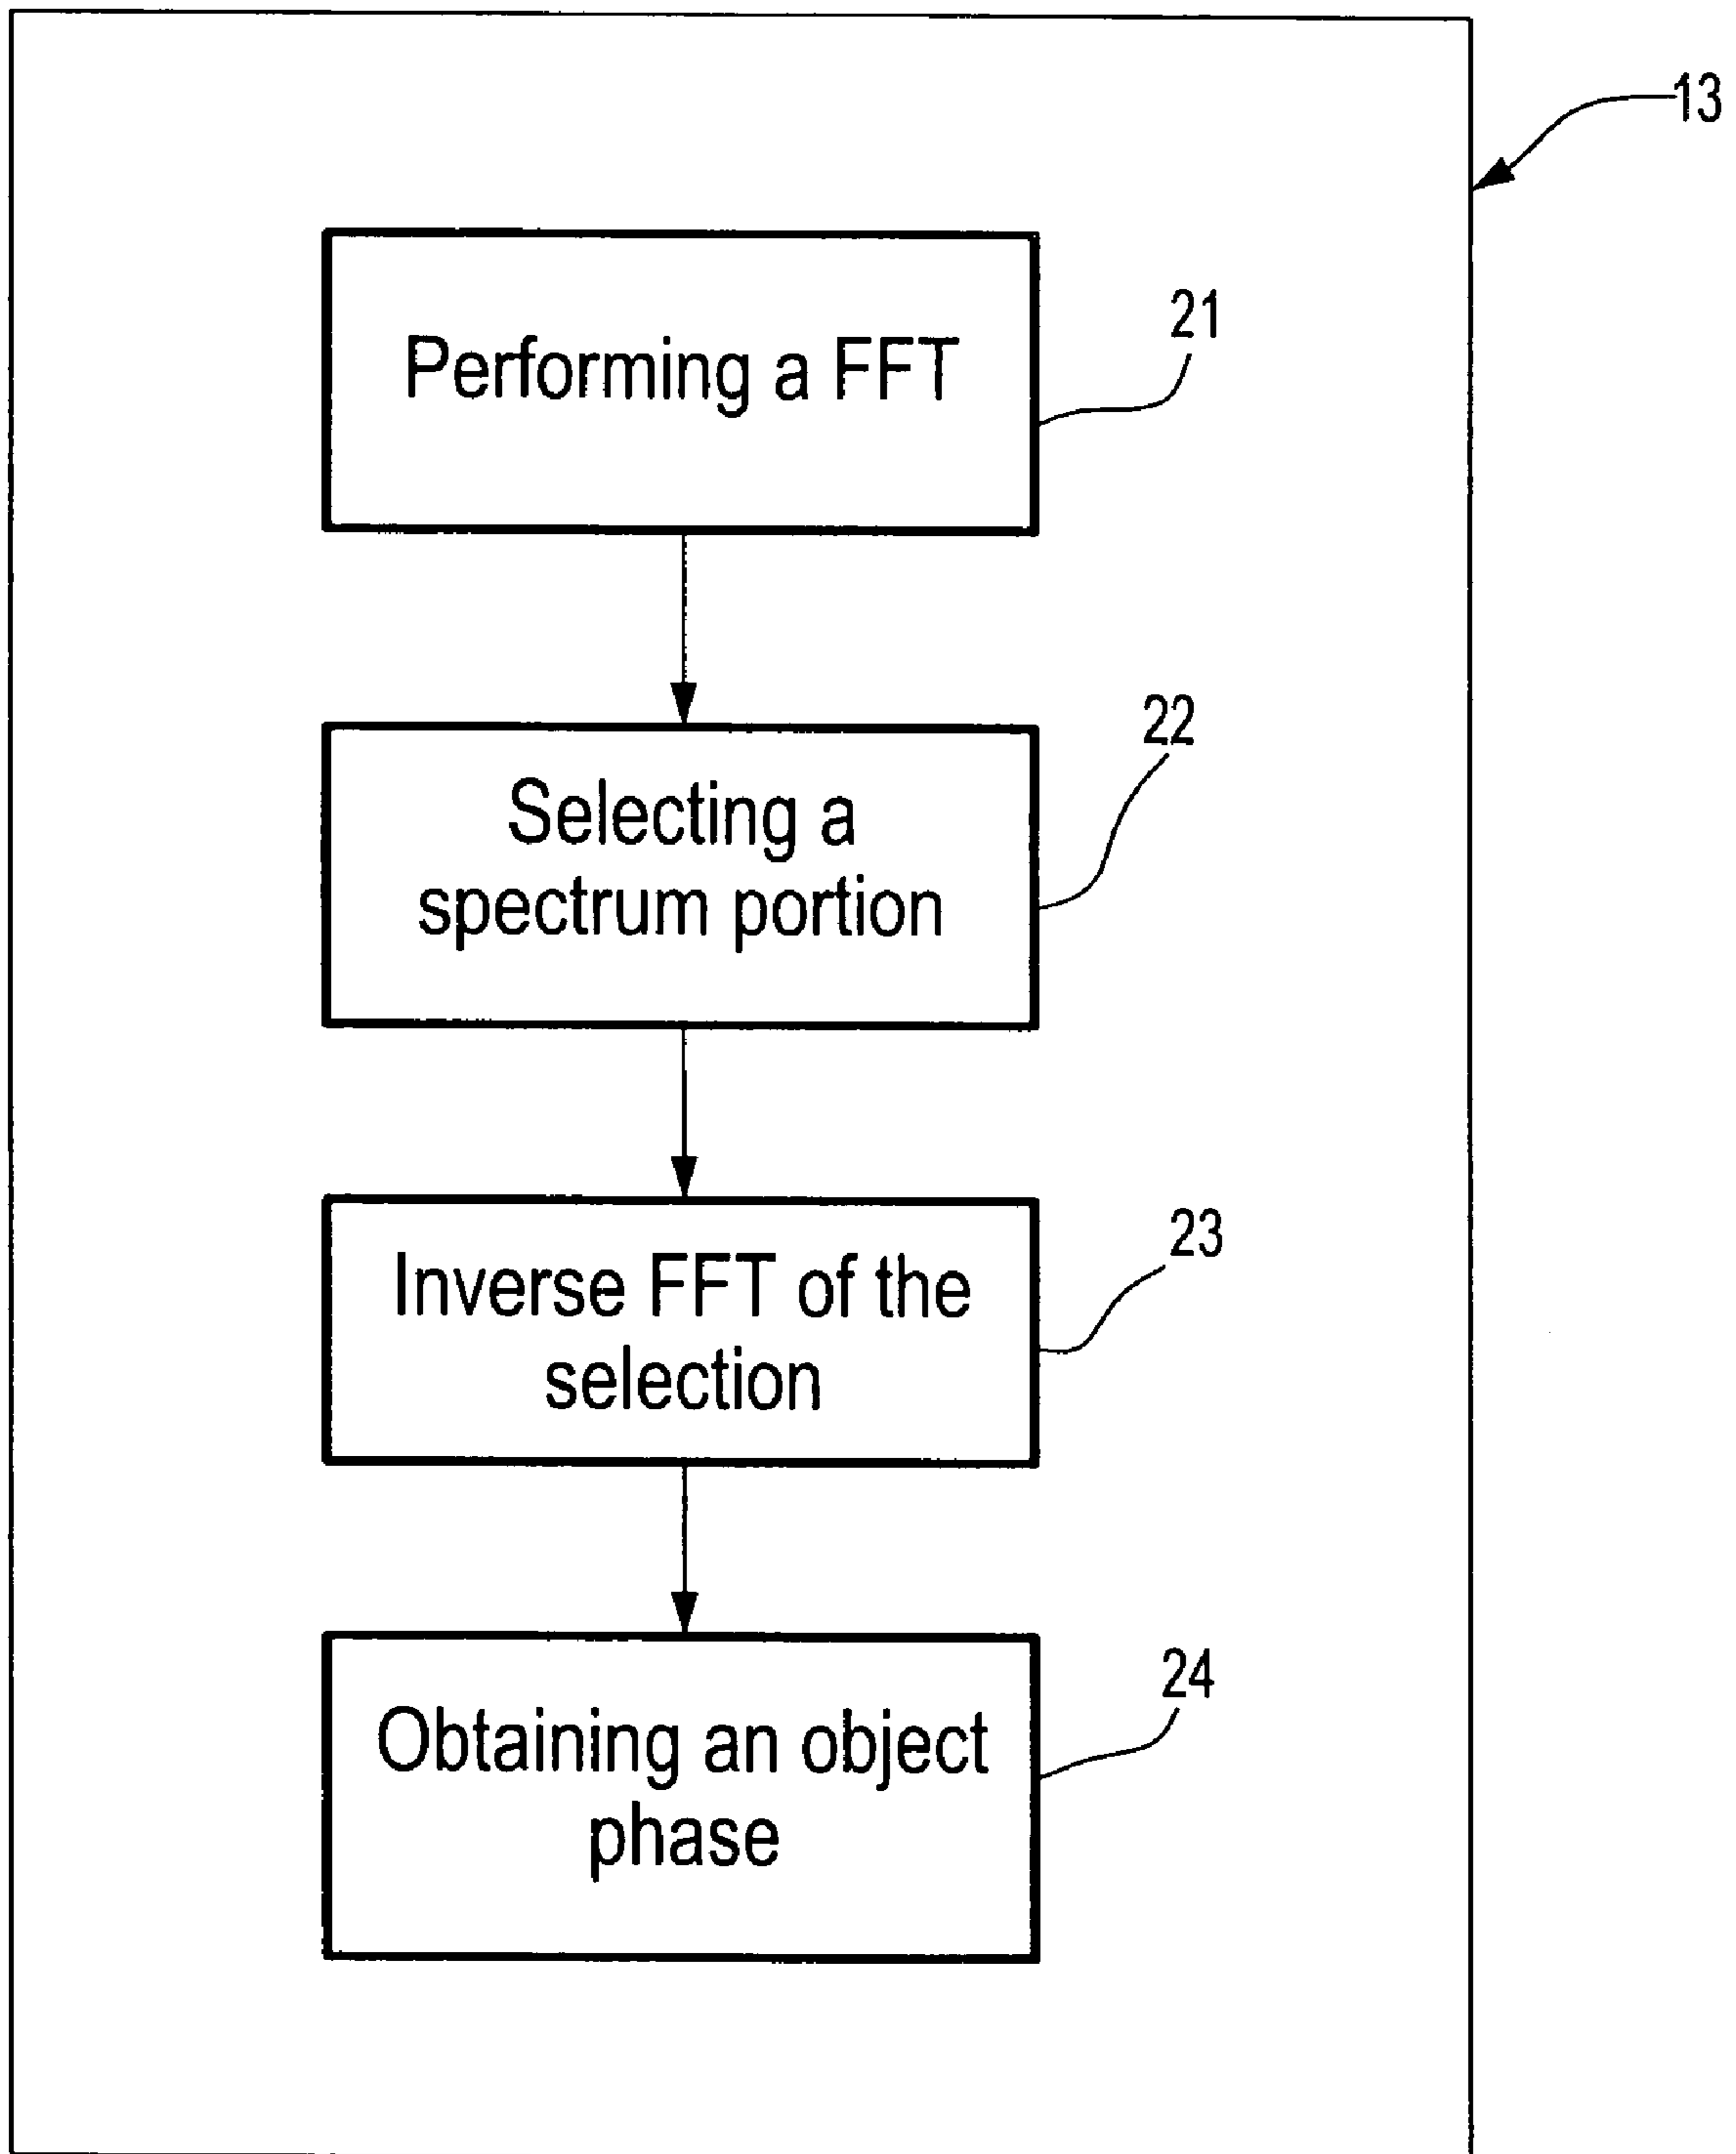 13
Performing a FFT
21
Selecting a
spectrum portion
22
Inverse FFT of the
selection
23
Obtaining an object
phase
24